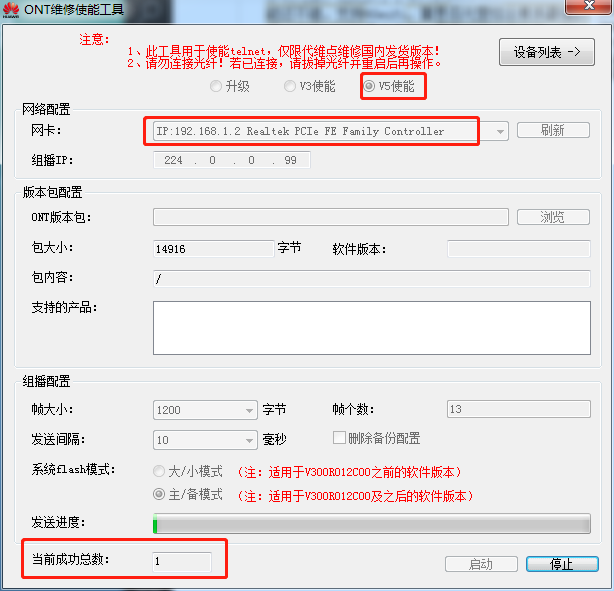 ONT维修使能工具
HUAWEI
注意:
1、此工具用于使能telnet,仅限代维点维修国内发货版本!
2、请勿连接光纤!若已连接,请拔掉光纤并重启后再操作。
设备列表 ->
升级 V3使能 V5使能
网络配置
网卡: IP:192.168.1.2 Realtek PCIe FE Family Controller 刷新
组播IP: 224 . 0 . 0 . 99
版本包配置
ONT版本包: 浏览
包大小: 14916 字节 软件版本:
包内容: /
支持的产品:
组播配置
帧大小: 1200 字节 帧个数: 13
发送间隔: 10 毫秒 删除备份配置
系统flash模式: 大/小模式 (注: 适用于V300R012C00之前的软件版本)
主/备模式 (注: 适用于V300R012C00及之后的软件版本)
发送进度:
当前成功总数: 1 启动 停止